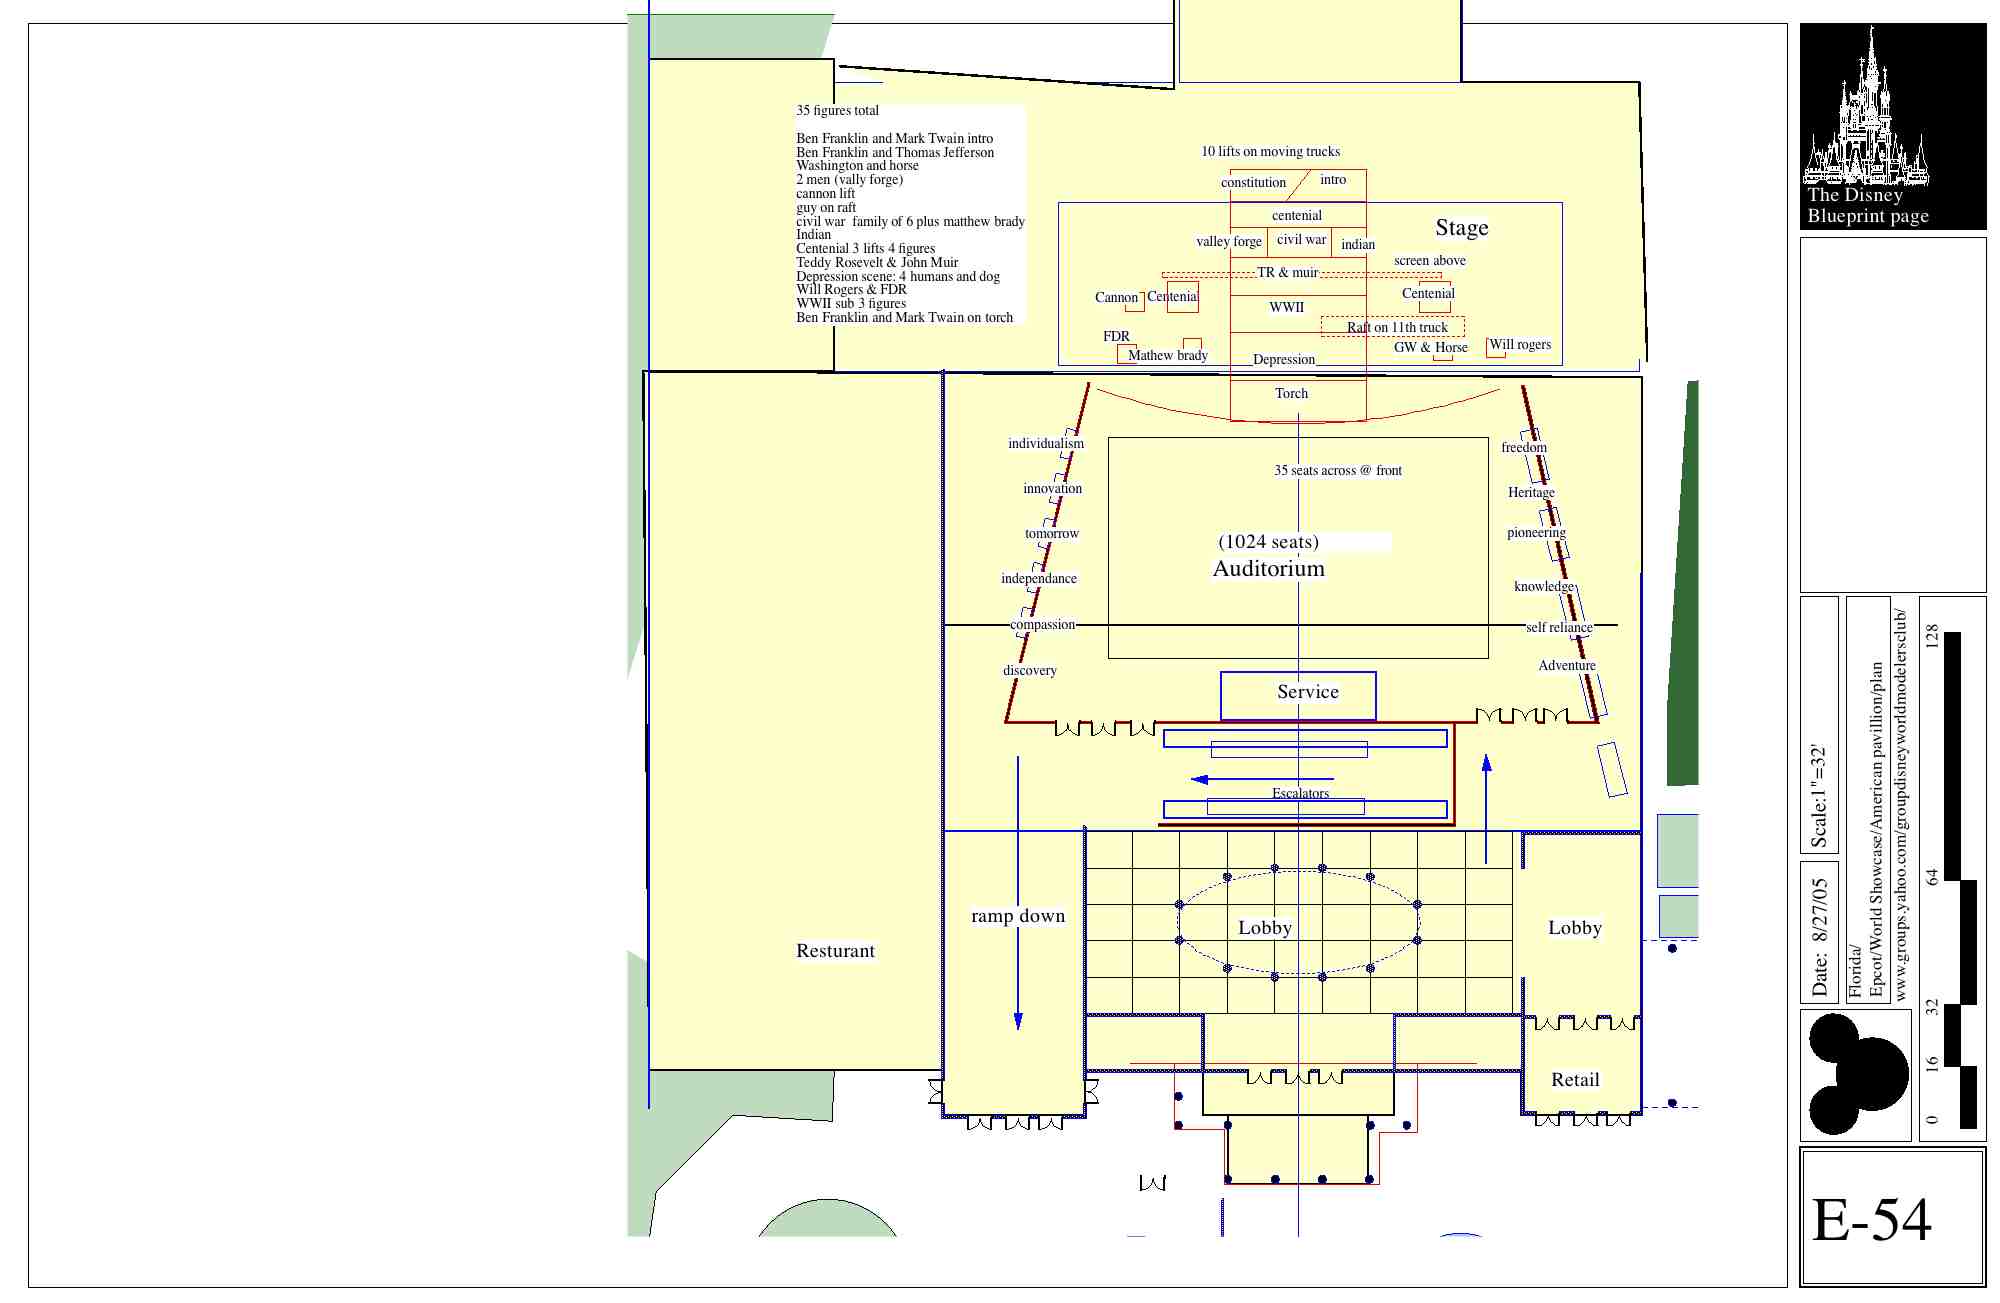 35 figures total
Ben Franklin and Mark Twain intro
Ben Franklin and Thomas Jefferson
Washington and horse
2 men (vally forge)
cannon lift
guy on raft
civil war family of 6 plus matthew brady
Indian
Centenial 3 lifts 4 figures
Teddy Rosevelt & John Muir
Depression scene: 4 humans and dog
Will Rogers & FDR
WWII sub 3 figures
Ben Franklin and Mark Twain on torch
10 lifts on moving trucks
constitution
intro
centenial
Stage
valley forge
civil war
indian
screen above
TR & muir
Cannon
Centenial
Centenial
WWII
Raft on 11th truck
FDR
Mathew brady
GW & Horse
Will rogers
Depression
Torch
individualism
innovation
tomorrow
independance
compassion
discovery
35 seats across @ front
(1024 seats)
Auditorium
freedom
Heritage
pioneering
knowledge
self reliance
Adventure
Service
Escalators
ramp down
Lobby
Lobby
Resturant
Retail
The Disney
Blueprint page
Scale:1"=32'
Date: 8/27/05
Florida/
Epcot/World Showcase/American pavillion/plan
www.groups.yahoo.com/groupdisneyworldmodelersclub/
128
64
32
16
0
E-54